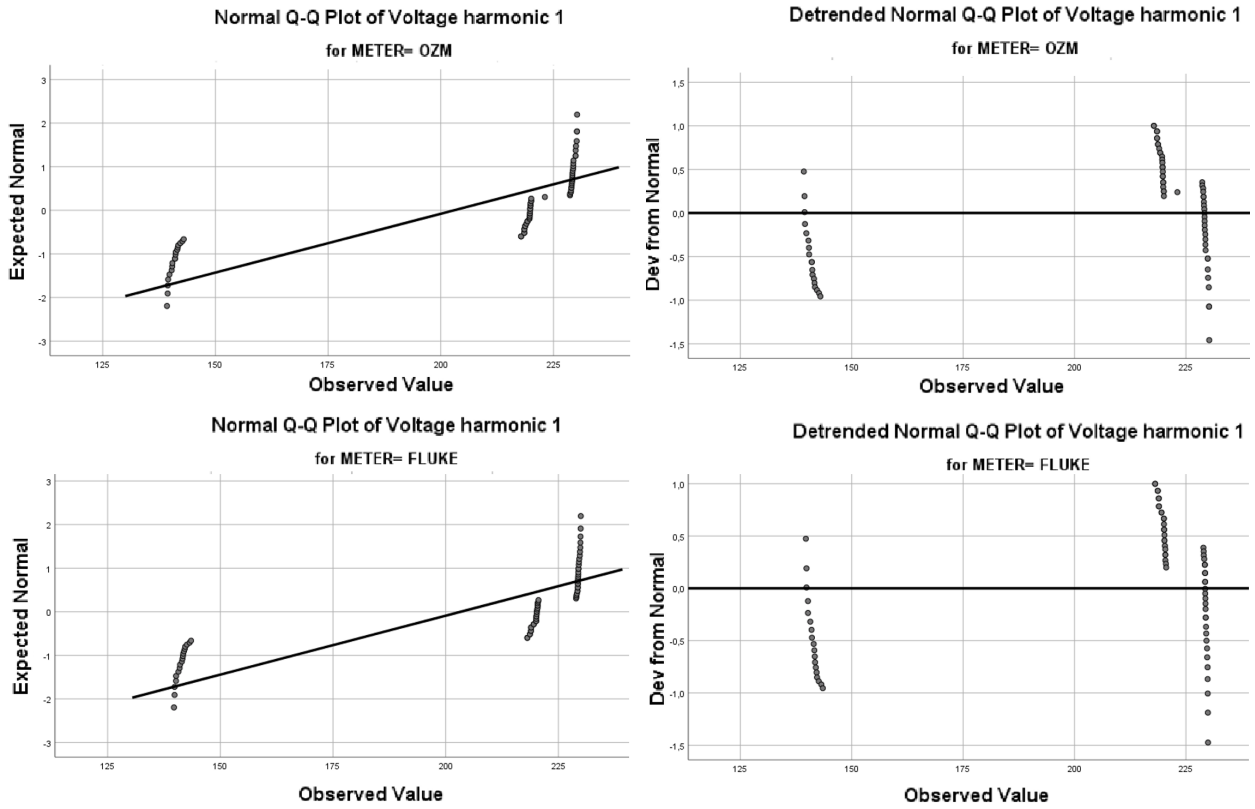 Normal Q-Q Plot of Voltage harmonic 1
for METER= OZM
3
2
1
0
-1
-2
-3
Expected Normal
125
150
175
200
225
Observed Value
Detrended Normal Q-Q Plot of Voltage harmonic 1
for METER= OZM
1,5
1,0
0,5
0,0
-0,5
-1,0
-1,5
Dev from Normal
125
150
175
200
225
Observed Value
Normal Q-Q Plot of Voltage harmonic 1
for METER= FLUKE
3
2
1
0
-1
-2
-3
Expected Normal
125
150
175
200
225
Observed Value
Detrended Normal Q-Q Plot of Voltage harmonic 1
for METER= FLUKE
1,0
0,5
0,0
-0,5
-1,0
-1,5
Dev from Normal
125
150
175
200
225
Observed Value